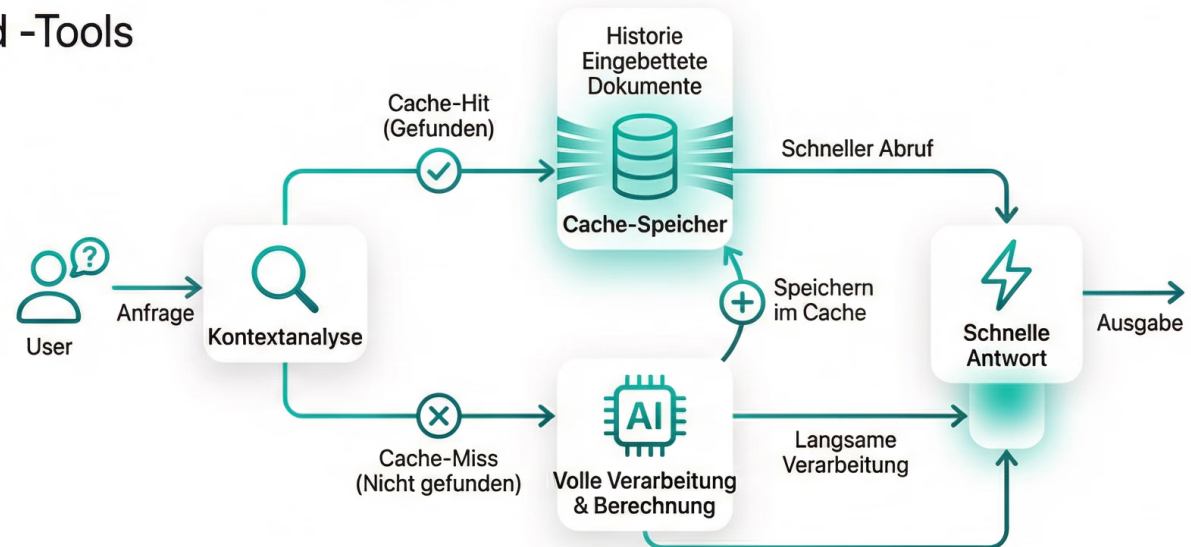 -Tools
Historie
Eingebettete
Dokumente
Cache-Hit
(Gefunden)
Schneller Abruf
Cache-Speicher
?
Anfrage
User
Kontextanalyse
Speichern
im Cache
Schnelle
Antwort
Ausgabe
AI
Cache-Miss
(Nicht gefunden)
Langsame
Verarbeitung
Volle Verarbeitung
& Berechnung